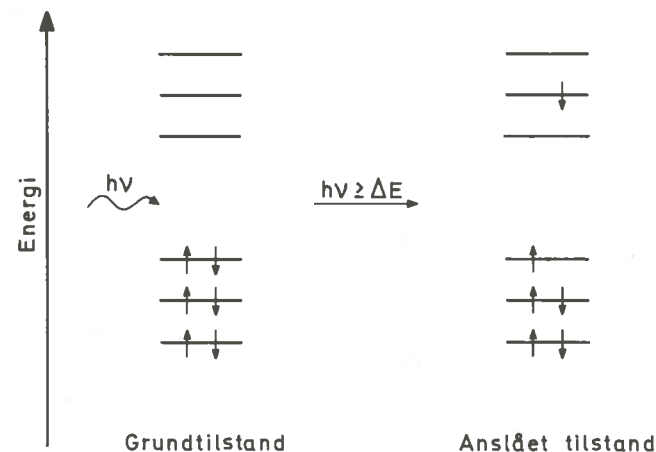 Energi
hν
hν ≥ ΔE
Grundtilstand
Anslået tilstand